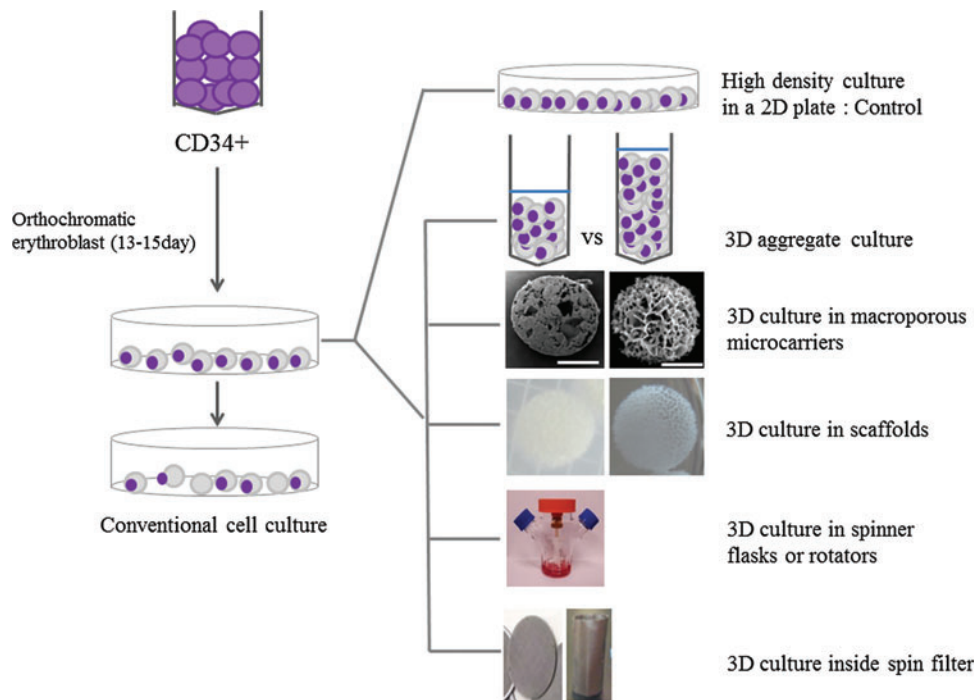 CD34+
Orthochromatic
erythroblast (13-15day)
Conventional cell culture
High density culture
in a 2D plate : Control
vs
3D aggregate culture
3D culture in macroporous
microcarriers
3D culture in scaffolds
3D culture in spinner
flasks or rotators
3D culture inside spin filter